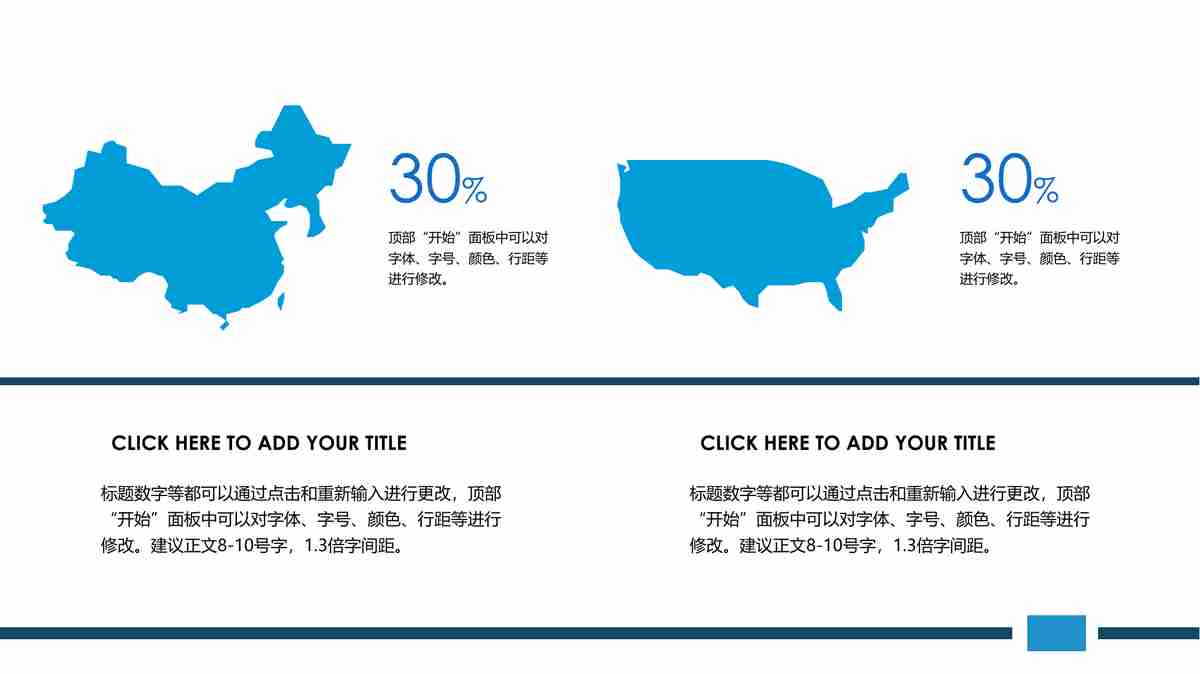 30%
顶部“开始”面板中可以对
字体、字号、颜色、行距等
进行修改。
30%
顶部“开始”面板中可以对
字体、字号、颜色、行距等
进行修改。
CLICK HERE TO ADD YOUR TITLE
标题数字等都可以通过点击和重新输入进行更改，顶部
“开始”面板中可以对字体、字号、颜色、行距等进行
修改。建议正文8-10号字，1.3倍字间距。
CLICK HERE TO ADD YOUR TITLE
标题数字等都可以通过点击和重新输入进行更改，顶部
“开始”面板中可以对字体、字号、颜色、行距等进行
修改。建议正文8-10号字，1.3倍字间距。